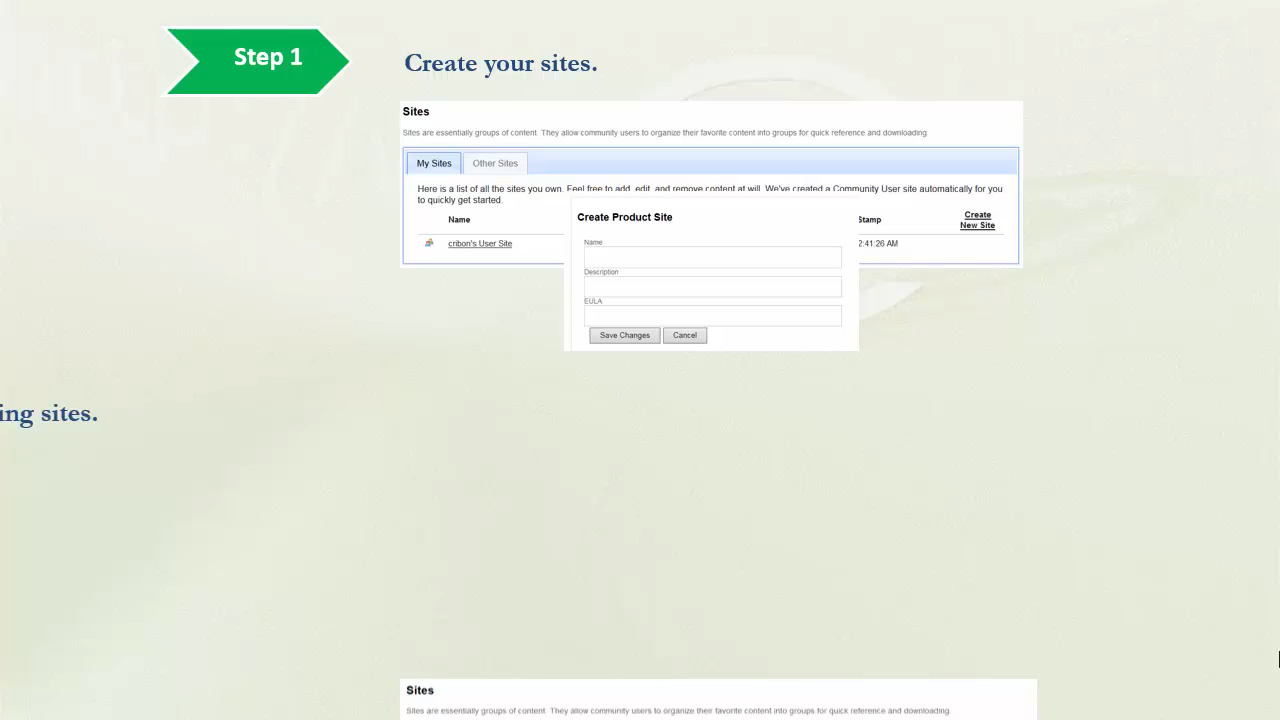 Step 1
Create your sites.
Sites
Sites are essentially groups of content. They allow community users to organize their favorite content into groups for quick reference and downloading.
My Sites Other Sites
Here is a list of all the sites you own. Feel free to add, edit, and remove content at will. We've created a Community User site automatically for you
to quickly get started.
Name Stamp Create
New Site
cribon's User Site 2:41:26 AM
Create Product Site
Name
Description
EULA
Save Changes Cancel
ing sites.
Sites
Sites are essentially groups of content. They allow community users to organize their favorite content into groups for quick reference and downloading.